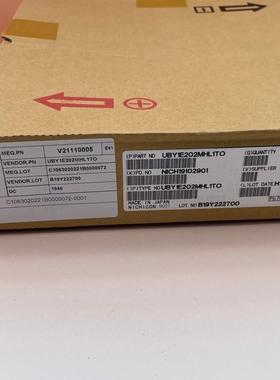 MEG.PN V21110005 E41
VENDOR.PN UBY1E202MHL1TO
MEG.LOT C1063020221B0000072
VENDOR.LOT B19Y222700
DC 1946
C1063020221B0000072-0001
(P)PART NO UBY1E202MHL1TO (Q)QUANTITY
(K)PO.NO NICH19102901 (V)SUPPLIER
(1P)TYPE NO UBY1E202MHL1TO (L)LOT DATE H
MADE IN JAPAN
NICHICON LOT NO B19Y222700